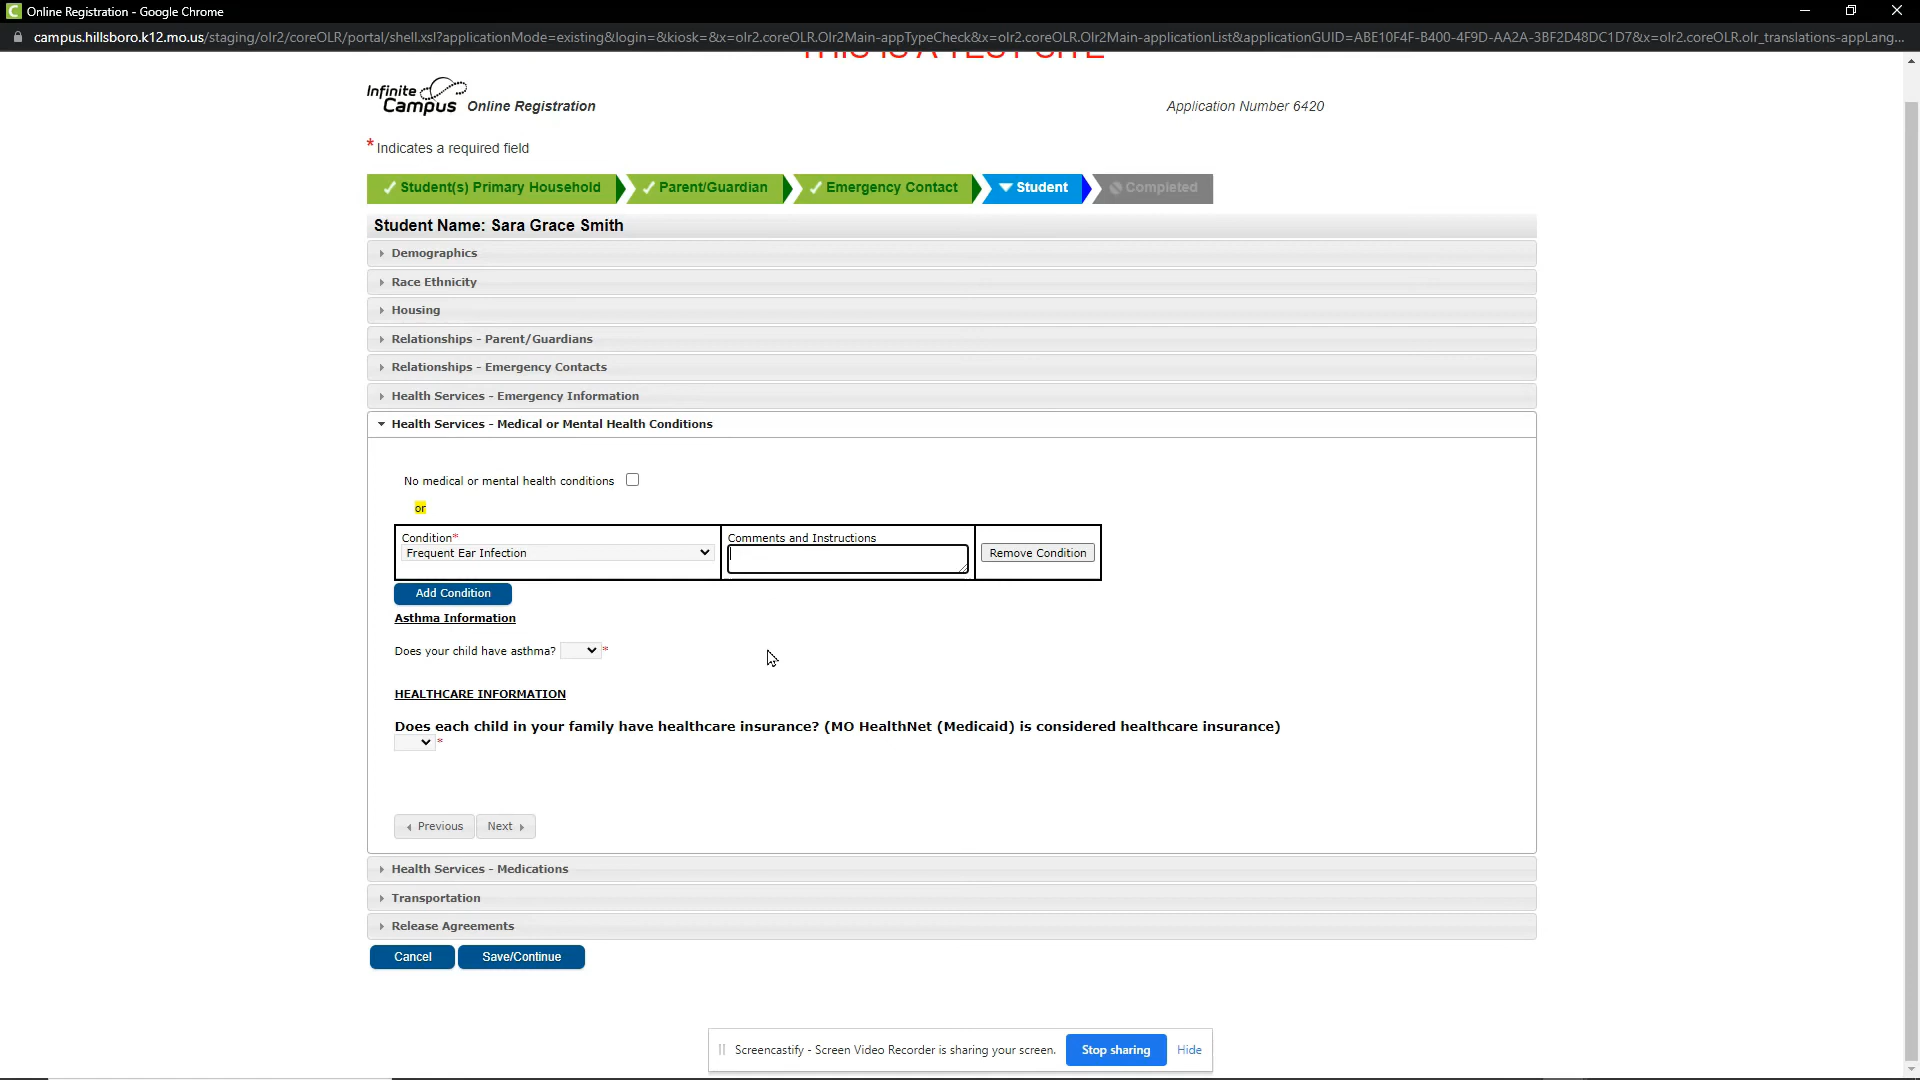 Online Registration - Google Chrome
campus.hillsboro.k12.mo.us/staging/olr2/coreOLR/portal/shell.xsl?applicationMode=existing&login=&kiosk=&x=olr2.coreOLR.Olr2Main-appTypeCheck&x=olr2.coreOLR.Olr2Main-applicationList&applicationGUID=ABE10F4F-B400-4F9D-AA2A-3BF2D48DC1D7&x=olr2.coreOLR.olr_translations-appLang...
THIS IS A TEST SITE
Infinite Campus Online Registration
Application Number 6420
* Indicates a required field
Student(s) Primary Household Parent/Guardian Emergency Contact Student Completed
Student Name: Sara Grace Smith
Demographics
Race Ethnicity
Housing
Relationships - Parent/Guardians
Relationships - Emergency Contacts
Health Services - Emergency Information
Health Services - Medical or Mental Health Conditions
No medical or mental health conditions
or
Condition* Comments and Instructions
Frequent Ear Infection Remove Condition
Add Condition
Asthma Information
Does your child have asthma? *
HEALTHCARE INFORMATION
Does each child in your family have healthcare insurance? (MO HealthNet (Medicaid) is considered healthcare insurance)
*
Previous Next
Health Services - Medications
Transportation
Release Agreements
Cancel Save/Continue
Screencastify - Screen Video Recorder is sharing your screen. Stop sharing Hide